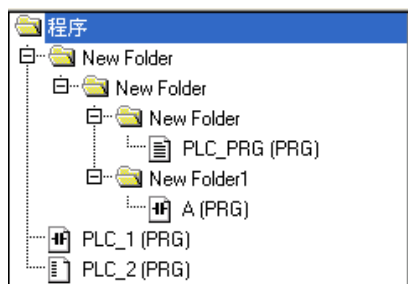 程序
New Folder
New Folder
New Folder
PLC_PRG (PRG)
New Folder1
A (PRG)
PLC_1 (PRG)
PLC_2 (PRG)